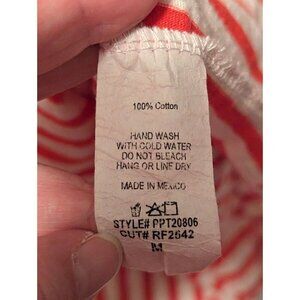 100% Cotton
HAND WASH
WITH COLD WATER
DO NOT BLEACH
HANG OR LINE DRY
MADE IN MEXICO
STYLE# PPT20806
CUT# RF2642
M